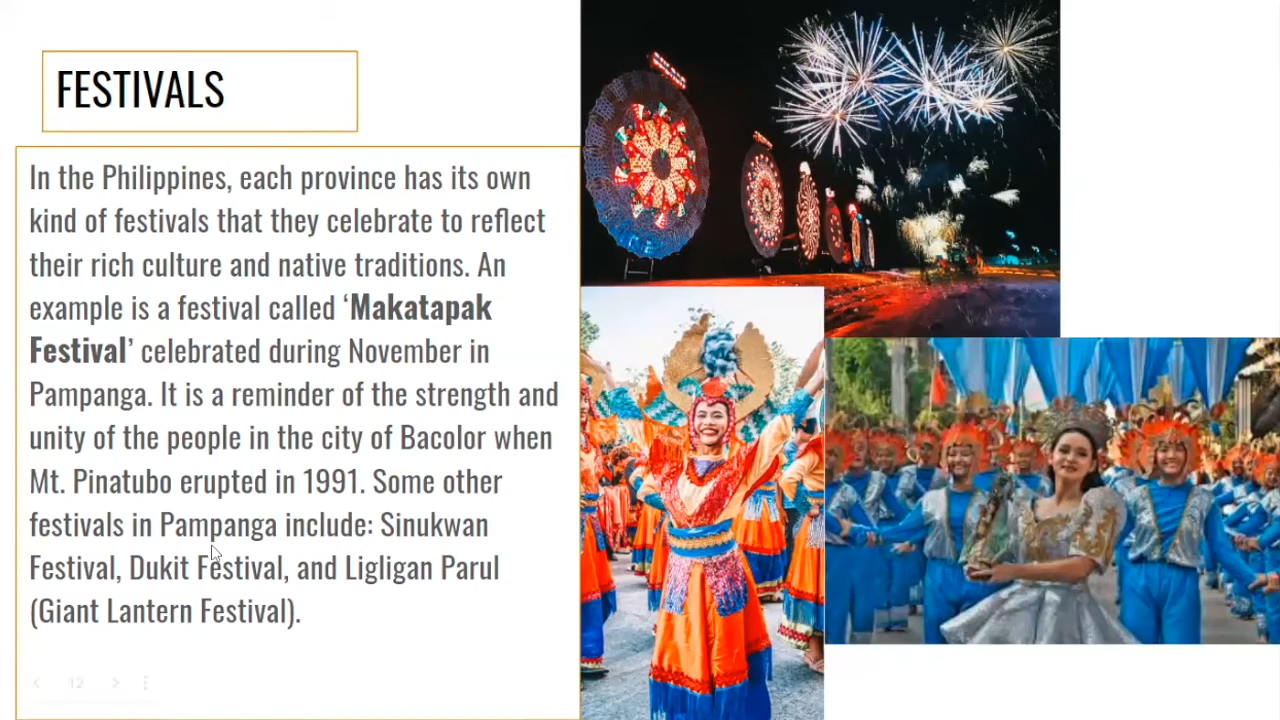 FESTIVALS
In the Philippines, each province has its own
kind of festivals that they celebrate to reflect
their rich culture and native traditions. An
example is a festival called ‘Makatapak
Festival’ celebrated during November in
Pampanga. It is a reminder of the strength and
unity of the people in the city of Bacolor when
Mt. Pinatubo erupted in 1991. Some other
festivals in Pampanga include: Sinukwan
Festival, Dukit Festival, and Ligligan Parul
(Giant Lantern Festival).
12